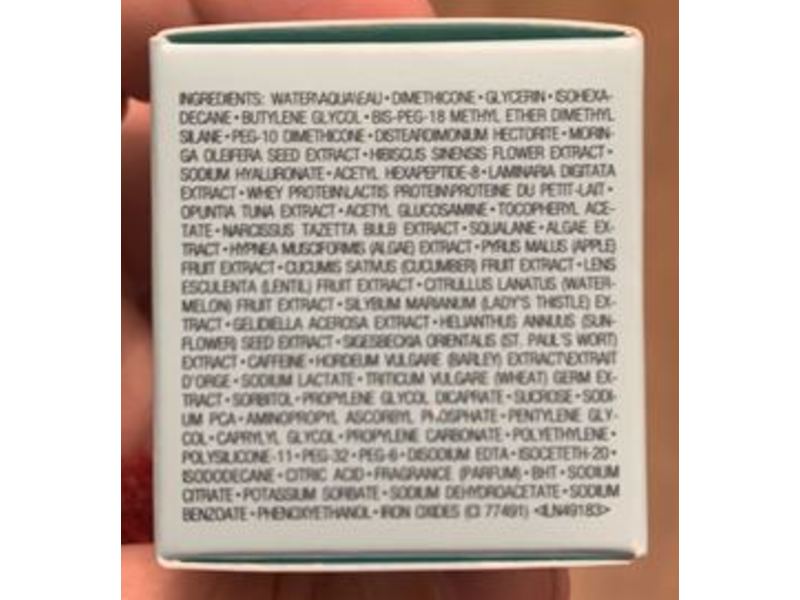 INGREDIENTS: WATER\AQUA\EAU • DIMETHICONE • GLYCERIN • ISOHEXA-
DECANE • BUTYLENE GLYCOL • BIS-PEG-18 METHYL ETHER DIMETHYL
SILANE • PEG-10 DIMETHICONE • DISTEARDIMONIUM HECTORITE • MORIN-
GA OLEIFERA SEED EXTRACT • HIBISCUS SINENSIS FLOWER EXTRACT •
SODIUM HYALURONATE • ACETYL HEXAPEPTIDE-8 • LAMINARIA DIGITATA
EXTRACT • WHEY PROTEIN\LACTIS PROTEIN\PROTEINE DU PETIT-LAIT •
OPUNTIA TUNA EXTRACT • ACETYL GLUCOSAMINE • TOCOPHERYL ACE-
TATE • NARCISSUS TAZETTA BULB EXTRACT • SQUALANE • ALGAE EX-
TRACT • HYPNEA MUSCIFORMIS (ALGAE) EXTRACT • PYRUS MALUS (APPLE)
FRUIT EXTRACT • CUCUMIS SATIVUS (CUCUMBER) FRUIT EXTRACT • LENS
ESCULENTA (LENTIL) FRUIT EXTRACT • CITRULLUS LANATUS (WATER-
MELON) FRUIT EXTRACT • SILYBUM MARIANUM (LADY'S THISTLE) EX-
TRACT • GELIDIELLA ACEROSA EXTRACT • HELIANTHUS ANNUUS (SUN-
FLOWER) SEED EXTRACT • SIGESBECKIA ORIENTALIS (ST. PAUL'S WORT)
EXTRACT • CAFFEINE • HORDEUM VULGARE (BARLEY) EXTRACT\EXTRAIT
D'ORGE • SODIUM LACTATE • TRITICUM VULGARE (WHEAT) GERM EX-
TRACT • SORBITOL • PROPYLENE GLYCOL DICAPRATE • SUCROSE • SODI-
UM PCA • AMINOPROPYL ASCORBYL PHOSPHATE • PENTYLENE GLY-
COL • CAPRYLYL GLYCOL • PROPYLENE CARBONATE • POLYETHYLENE •
POLYSILICONE-11 • PEG-32 • PEG-6 • DISODIUM EDTA • ISOCETETH-20 •
ISODODECANE • CITRIC ACID • FRAGRANCE (PARFUM) • BHT • SODIUM
CITRATE • POTASSIUM SORBATE • SODIUM DEHYDROACETATE • SODIUM
BENZOATE • PHENOXYETHANOL • IRON OXIDES (CI 77491) <ILN49183>